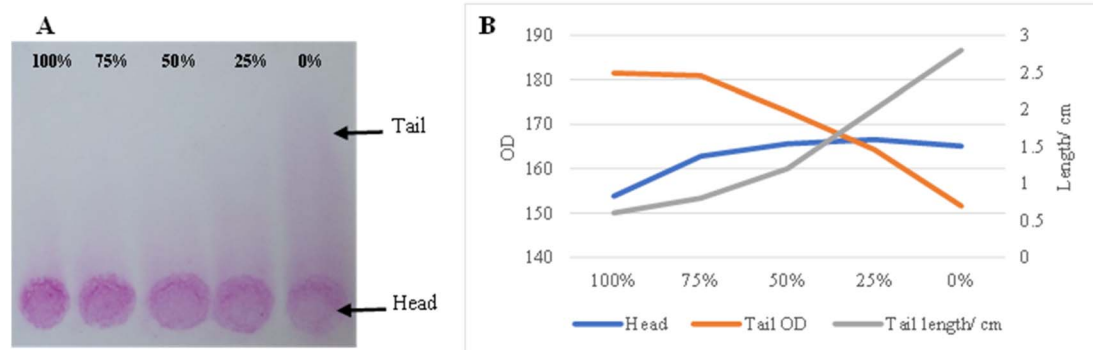 A
100% 75% 50% 25% 0%
Tail
Head
B
190
180
170
160
150
140
OD
3
2.5
2
1.5
1
0.5
0
Length/ cm
100% 75% 50% 25% 0%
Head Tail OD Tail length/ cm